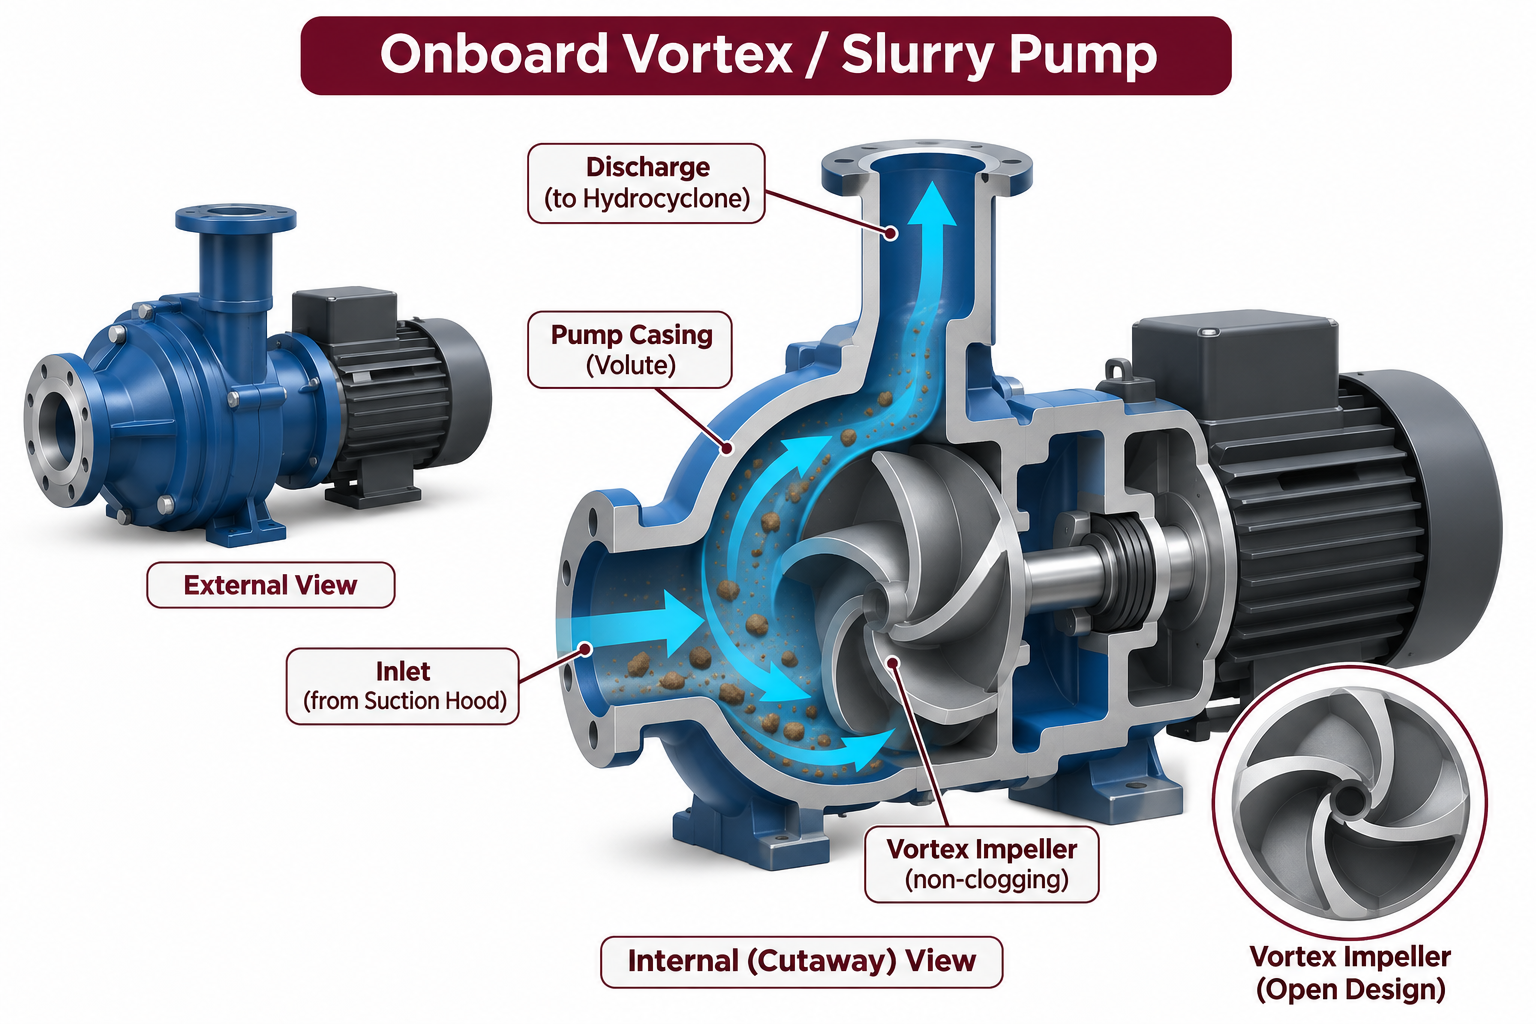 Onboard Vortex / Slurry Pump
Discharge
(to Hydrocyclone)
Pump Casing
(Volute)
External View
Inlet
(from Suction Hood)
Vortex Impeller
(non-clogging)
Internal (Cutaway) View
Vortex Impeller
(Open Design)